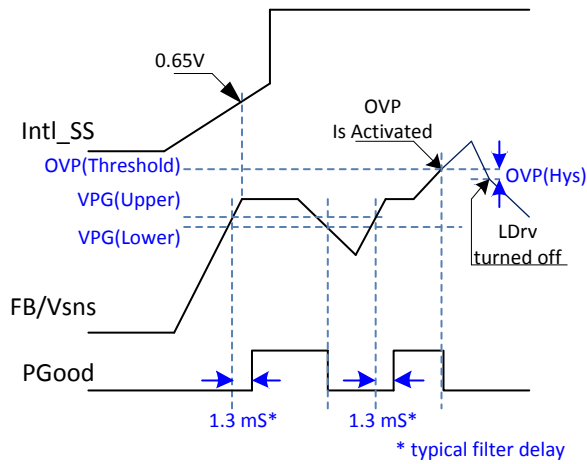 0.65V
OVP
Is Activated
Intl_SS
OVP(Threshold)
OVP(Hys)
VPG(Upper)
VPG(Lower)
LDrv
turned off
FB/Vsns
PGood
1.3 mS*
1.3 mS*
* typical filter delay